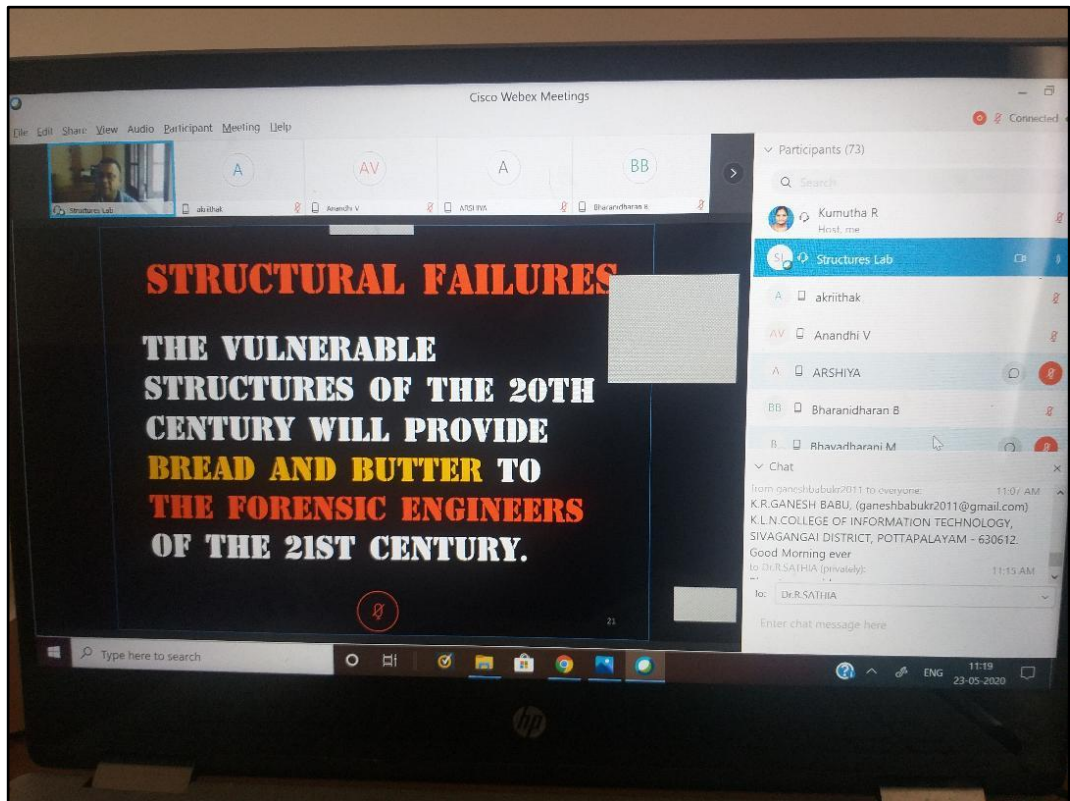 Cisco Webex Meetings
File Edit Share View Audio Participant Meeting Help
Connected
A
AV
A
BB
Structures Lab
akriithak
Anandhi V
ARSHIYA
Bharanidharan B
Participants (73)
Search
Kumutha R
Host, me
Structures Lab
A akriithak
AV Anandhi V
A ARSHIYA
BB Bharanidharan B
B... Bhavadharani M
STRUCTURAL FAILURES
THE VULNERABLE
STRUCTURES OF THE 20TH
CENTURY WILL PROVIDE
BREAD AND BUTTER TO
THE FORENSIC ENGINEERS
OF THE 21ST CENTURY.
21
Chat
from ganeshbabukr2011 to everyone: 11:07 AM
K.R.GANESH BABU, (ganeshbabukr2011@gmail.com)
K.L.N.COLLEGE OF INFORMATION TECHNOLOGY,
SIVAGANGAI DISTRICT, POTTAPALAYAM - 630612.
Good Morning ever
to Dr.R.SATHIA (privately): 11:15 AM
To: Dr.R.SATHIA
Enter chat message here
Type here to search
ENG
11:19
23-05-2020
hp